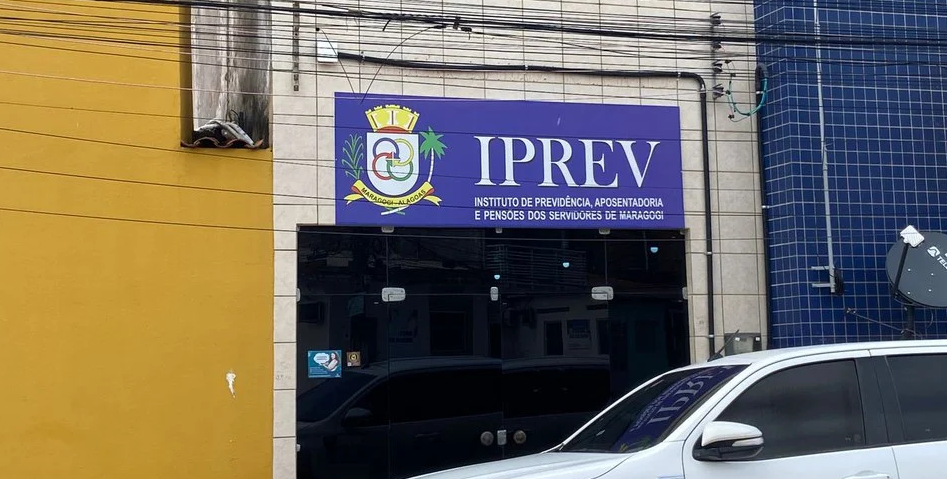 IPREV
INSTITUTO DE PREVIDÊNCIA, APOSENTADORIA
E PENSÕES DOS SERVIDORES DE MARAGOGI
MARAGOGI - ALAGOAS